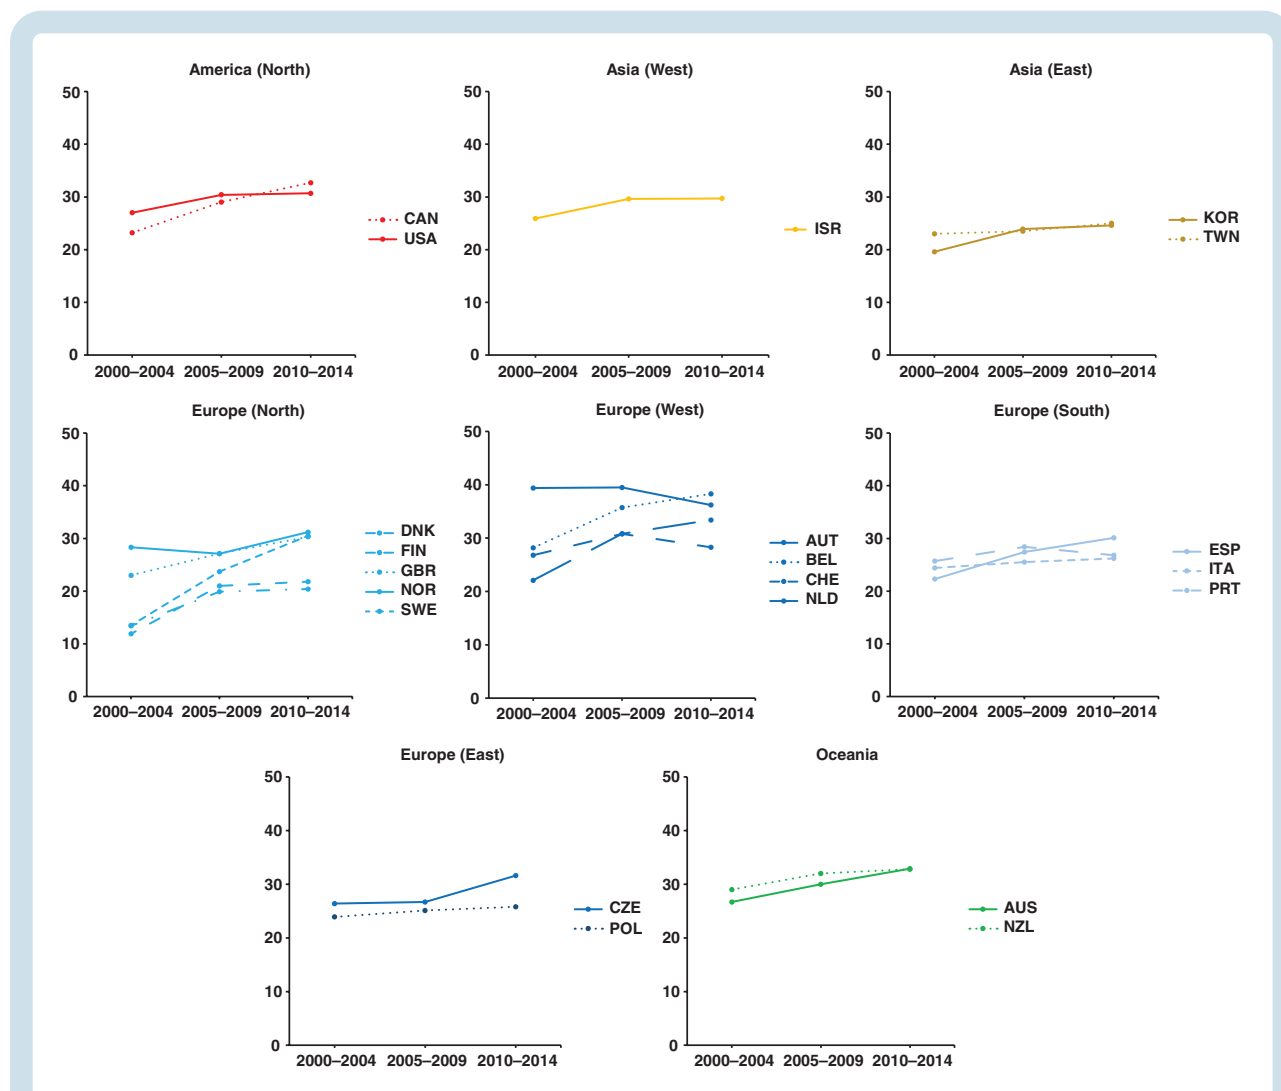 America (North)
50
40
30
20
10
0
2000–2004 2005–2009 2010–2014
CAN
USA
Asia (West)
50
40
30
20
10
0
2000–2004 2005–2009 2010–2014
ISR
Asia (East)
50
40
30
20
10
0
2000–2004 2005–2009 2010–2014
KOR
TWN
Europe (North)
50
40
30
20
10
0
2000–2004 2005–2009 2010–2014
DNK
FIN
GBR
NOR
SWE
Europe (West)
50
40
30
20
10
0
2000–2004 2005–2009 2010–2014
AUT
BEL
CHE
NLD
Europe (South)
50
40
30
20
10
0
2000–2004 2005–2009 2010–2014
ESP
ITA
PRT
Europe (East)
50
40
30
20
10
0
2000–2004 2005–2009 2010–2014
CZE
POL
Oceania
50
40
30
20
10
0
2000–2004 2005–2009 2010–2014
AUS
NZL